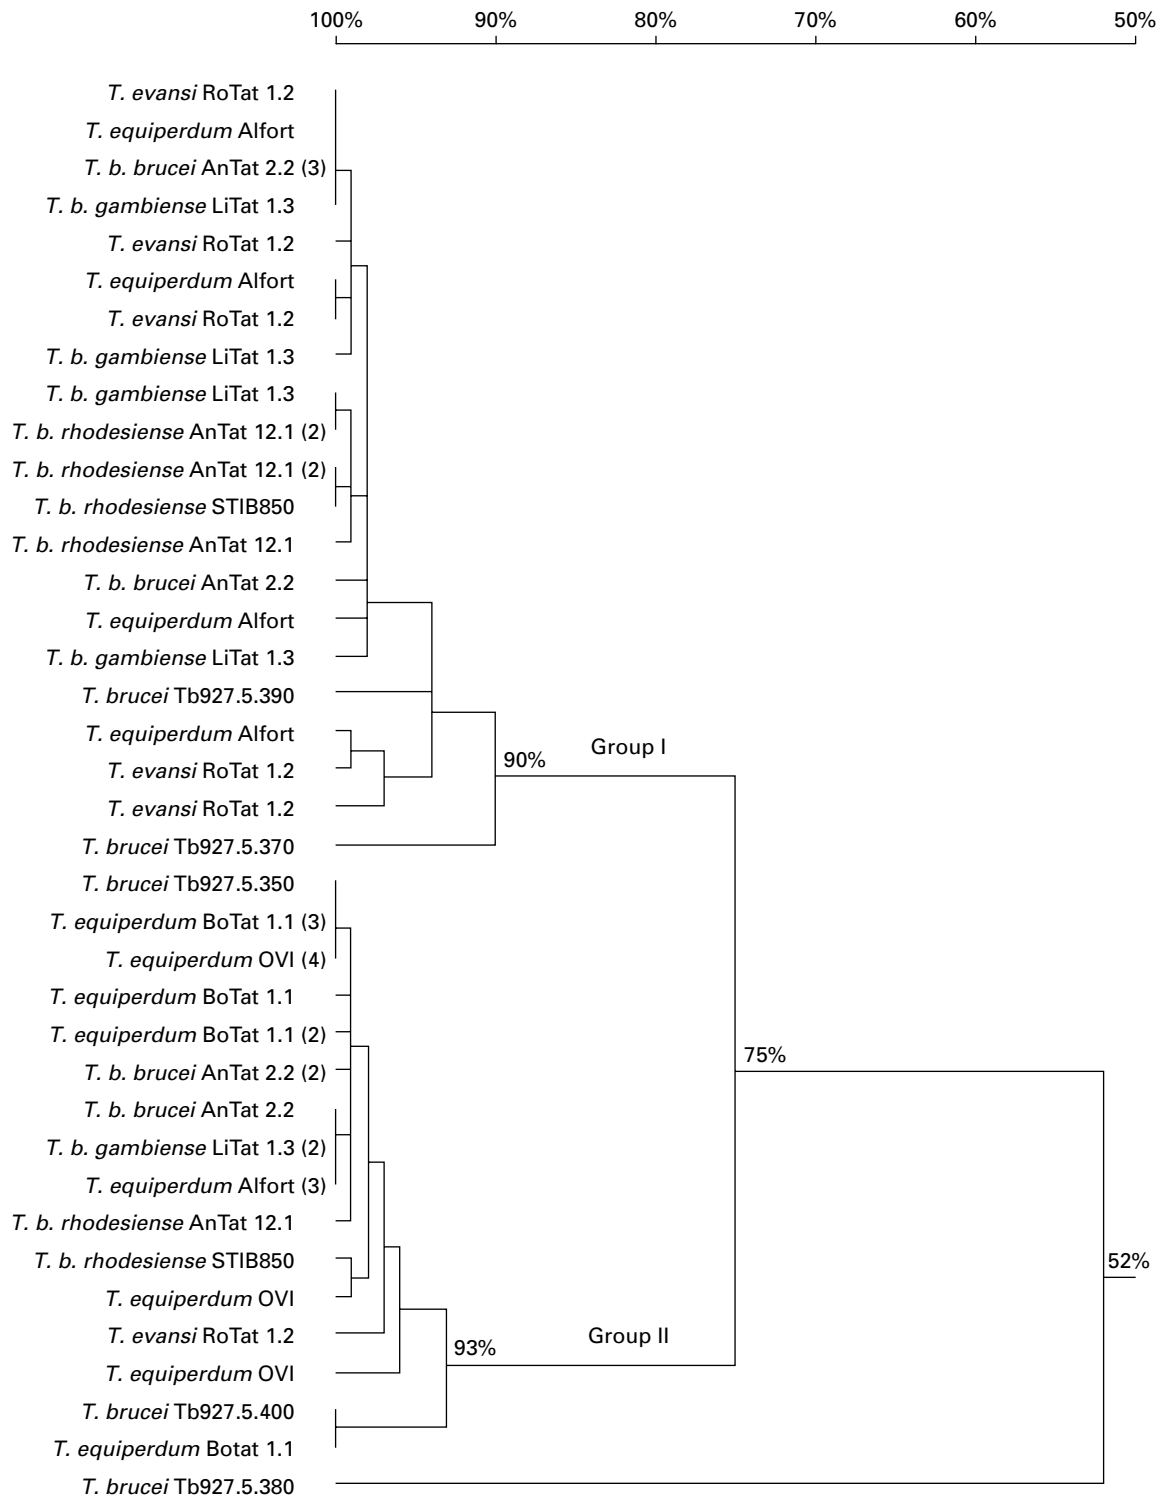 100% 90% 80% 70% 60% 50%
T. evansi RoTat 1.2
T. equiperdum Alfort
T. b. brucei AnTat 2.2 (3)
T. b. gambiense LiTat 1.3
T. evansi RoTat 1.2
T. equiperdum Alfort
T. evansi RoTat 1.2
T. b. gambiense LiTat 1.3
T. b. gambiense LiTat 1.3
T. b. rhodesiense AnTat 12.1 (2)
T. b. rhodesiense AnTat 12.1 (2)
T. b. rhodesiense STIB850
T. b. rhodesiense AnTat 12.1
T. b. brucei AnTat 2.2
T. equiperdum Alfort
T. b. gambiense LiTat 1.3
T. brucei Tb927.5.390
T. equiperdum Alfort
Group I
90%
T. evansi RoTat 1.2
T. evansi RoTat 1.2
T. brucei Tb927.5.370
T. brucei Tb927.5.350
T. equiperdum BoTat 1.1 (3)
T. equiperdum OVI (4)
T. equiperdum BoTat 1.1
T. equiperdum BoTat 1.1 (2)
75%
T. b. brucei AnTat 2.2 (2)
T. b. brucei AnTat 2.2
T. b. gambiense LiTat 1.3 (2)
T. equiperdum Alfort (3)
T. b. rhodesiense AnTat 12.1
T. b. rhodesiense STIB850
52%
T. equiperdum OVI
T. evansi RoTat 1.2
Group II
93%
T. equiperdum OVI
T. brucei Tb927.5.400
T. equiperdum Botat 1.1
T. brucei Tb927.5.380